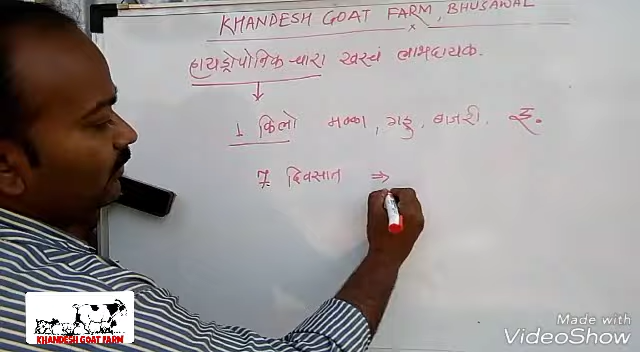 KHANDESH GOAT FARM, BHUSAWAL
हायड्रोपोनिक चारा खरचं लाभदायक.
1 किलो मक्का, गहु, बाजरी. इ.
7 दिवसात ⇒
KHANDESH GOAT FARM
Made with
VideoShow